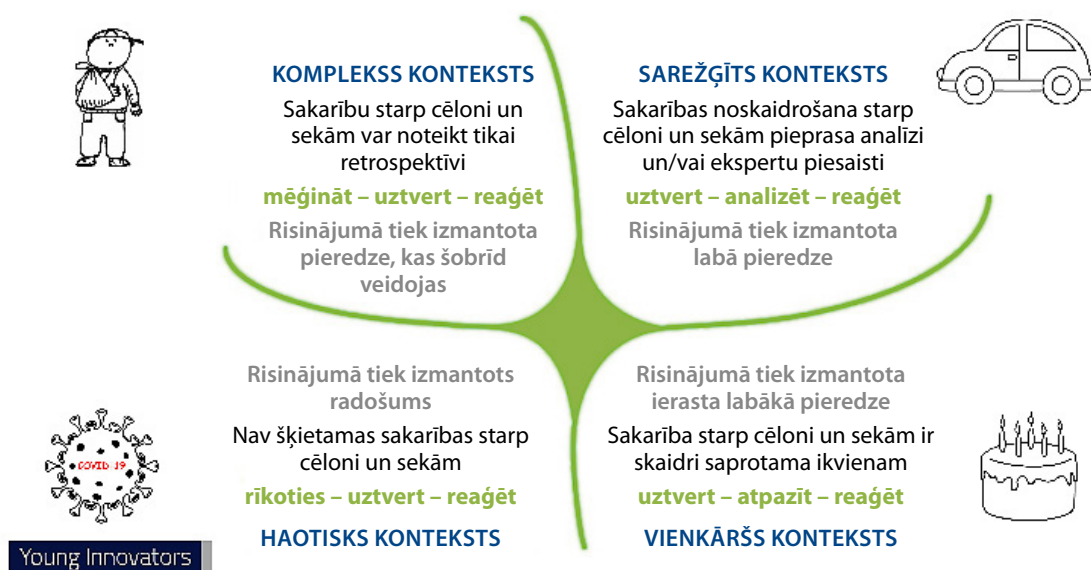 KOMPLEKSS KONTEKSTS
Sakarību starp cēloni un
sekām var noteikt tikai
retrospektīvi
mēģināt – uztvert – reaģēt
Risinājumā tiek izmantota
pieredze, kas šobrīd
veidojas
SAREŽĢĪTS KONTEKSTS
Sakarības noskaidrošana starp
cēloni un sekām pieprasa analīzi
un/vai ekspertu piesaisti
uztvert – analizēt – reaģēt
Risinājumā tiek izmantota
labā pieredze
Risinājumā tiek izmantots
radošums
Nav šķietamas sakarības starp
cēloni un sekām
rīkoties – uztvert – reaģēt
HAOTISKS KONTEKSTS
Risinājumā tiek izmantota
ierasta labākā pieredze
Sakarība starp cēloni un sekām ir
skaidri saprotama ikvienam
uztvert – atpazīt – reaģēt
VIENKĀRŠS KONTEKSTS
COVID 19
Young Innovators